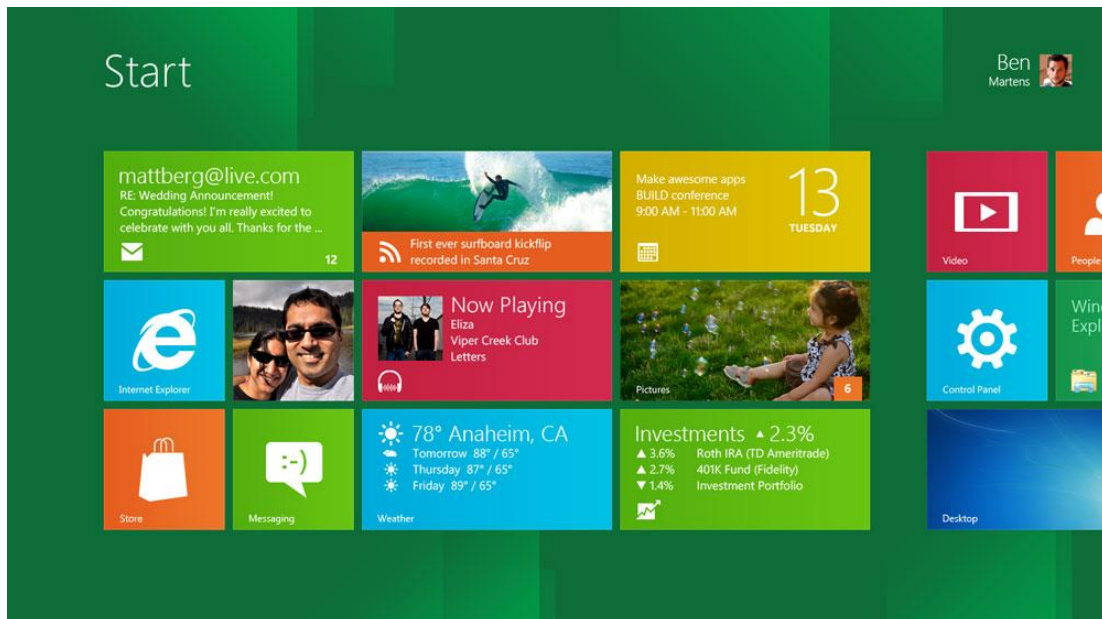 Start
Ben
Martens
mattberg@live.com
RE: Wedding Announcement!
Congratulations! I'm really excited to
celebrate with you all. Thanks for the ...
12
First ever surfboard kickflip
recorded in Santa Cruz
Make awesome apps
BUILD conference
9:00 AM - 11:00 AM
13
TUESDAY
Video
People
Internet Explorer
Now Playing
Eliza
Viper Creek Club
Letters
Pictures
6
Control Panel
Wind
Expl
Store
Messaging
78° Anaheim, CA
Tomorrow 88° / 65°
Thursday 87° / 65°
Friday 89° / 65°
Weather
Investments ▲ 2.3%
▲ 3.6% Roth IRA (TD Ameritrade)
▲ 2.7% 401K Fund (Fidelity)
▼ 1.4% Investment Portfolio
Desktop